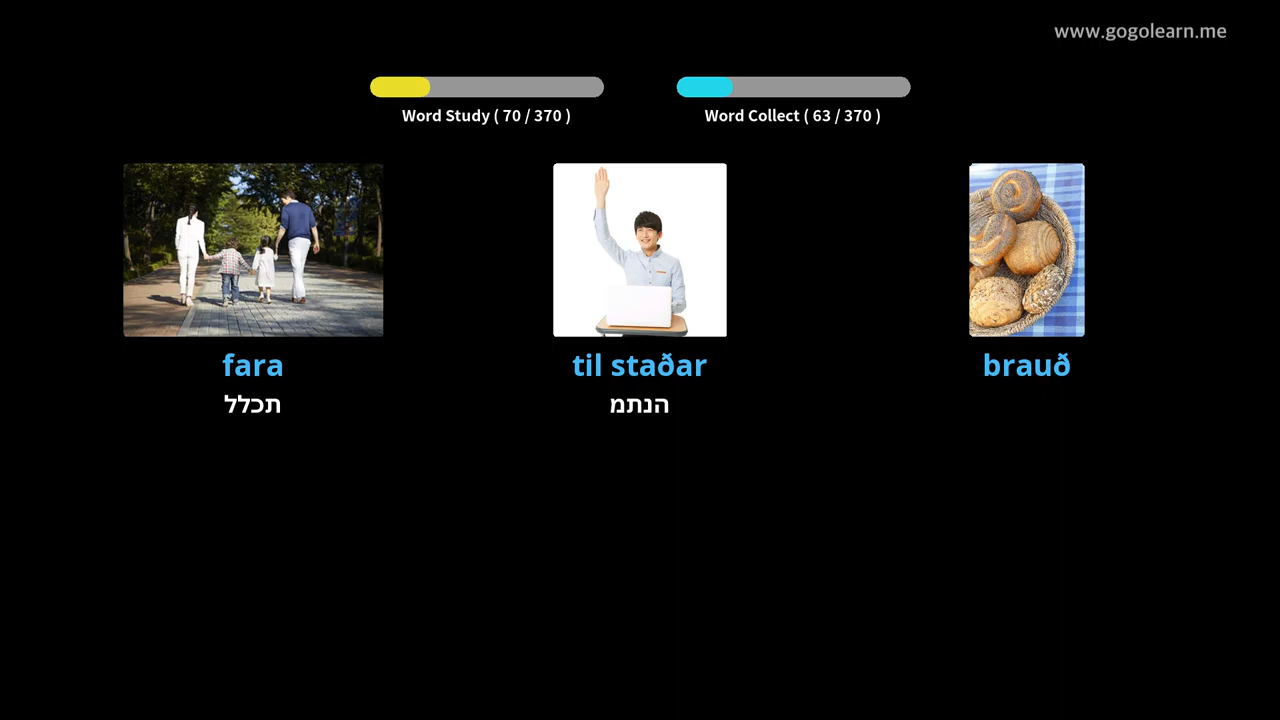 www.gogolearn.me
Word Study ( 70 / 370 )
Word Collect ( 63 / 370 )
fara
תכלל
til staðar
הנתמ
brauð